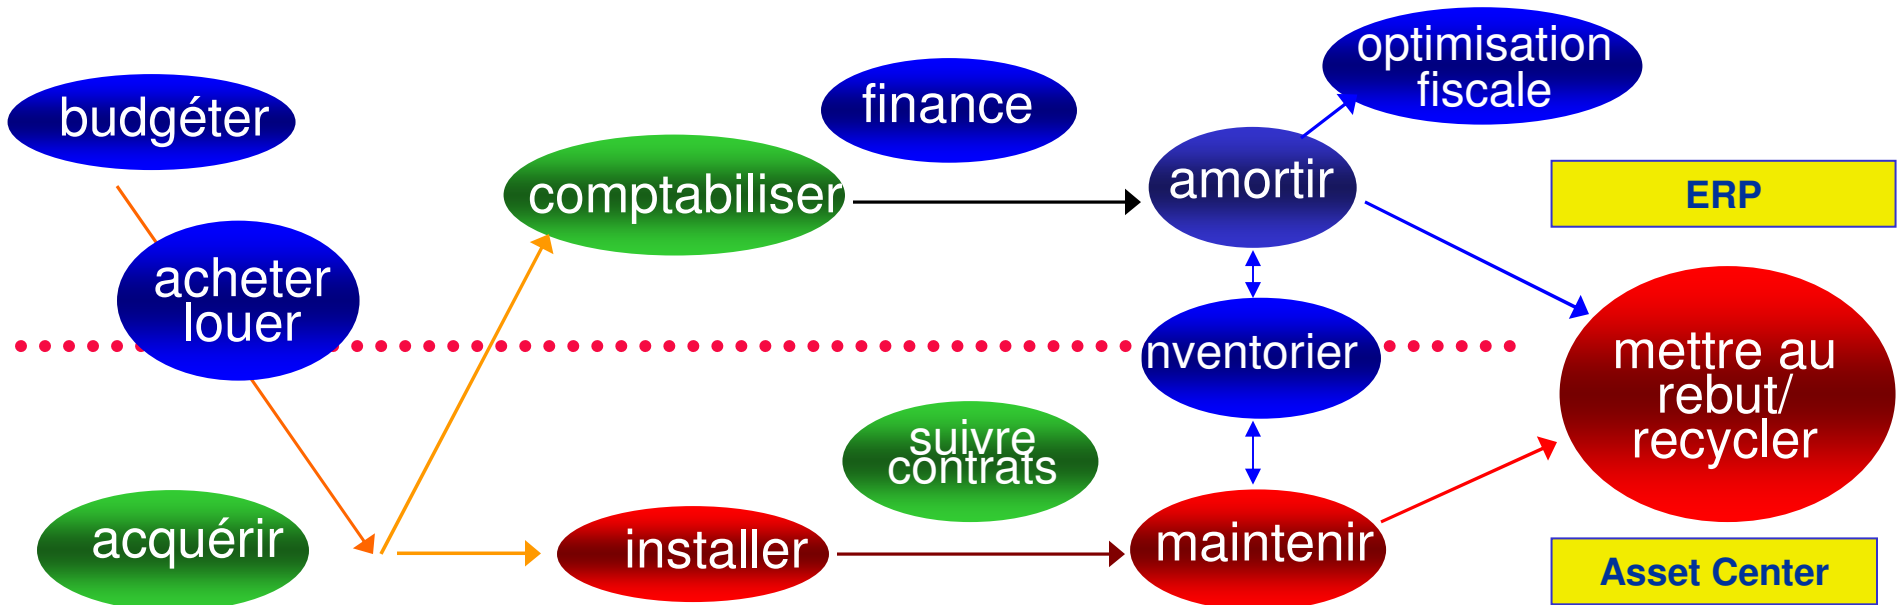 budgéter
acheter
louer
acquérir
comptabiliser
finance
suivre
contrats
installer
amortir
nventorier
maintenir
optimisation
fiscale
ERP
mettre au
rebut/
recycler
Asset Center